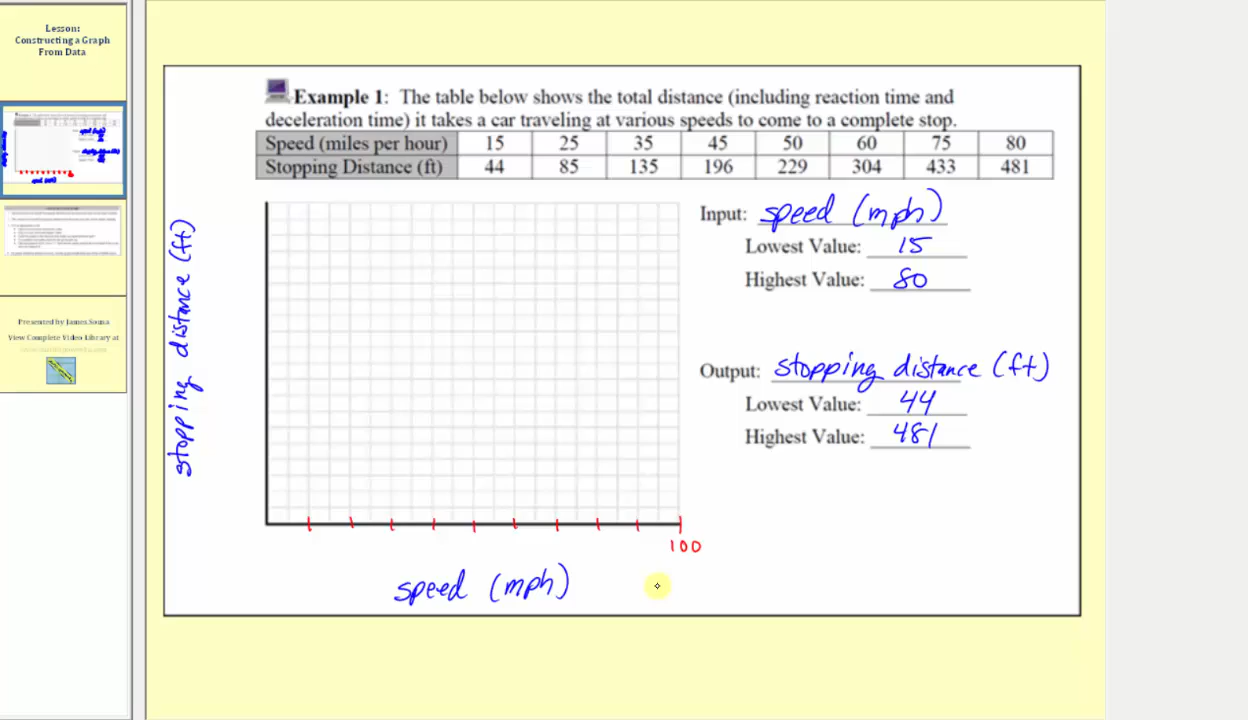 Lesson:
Constructing a Graph
From Data
Presented by James Sousa
View Complete Video Library at
Example 1: The table below shows the total distance (including reaction time and
deceleration time) it takes a car traveling at various speeds to come to a complete stop.
Speed (miles per hour) 15 25 35 45 50 60 75 80
Stopping Distance (ft) 44 85 135 196 229 304 433 481
Input: speed (mph)
Lowest Value: 15
Highest Value: 80
Output: stopping distance (ft)
Lowest Value: 44
Highest Value: 481
stopping distance (ft)
100
speed (mph)